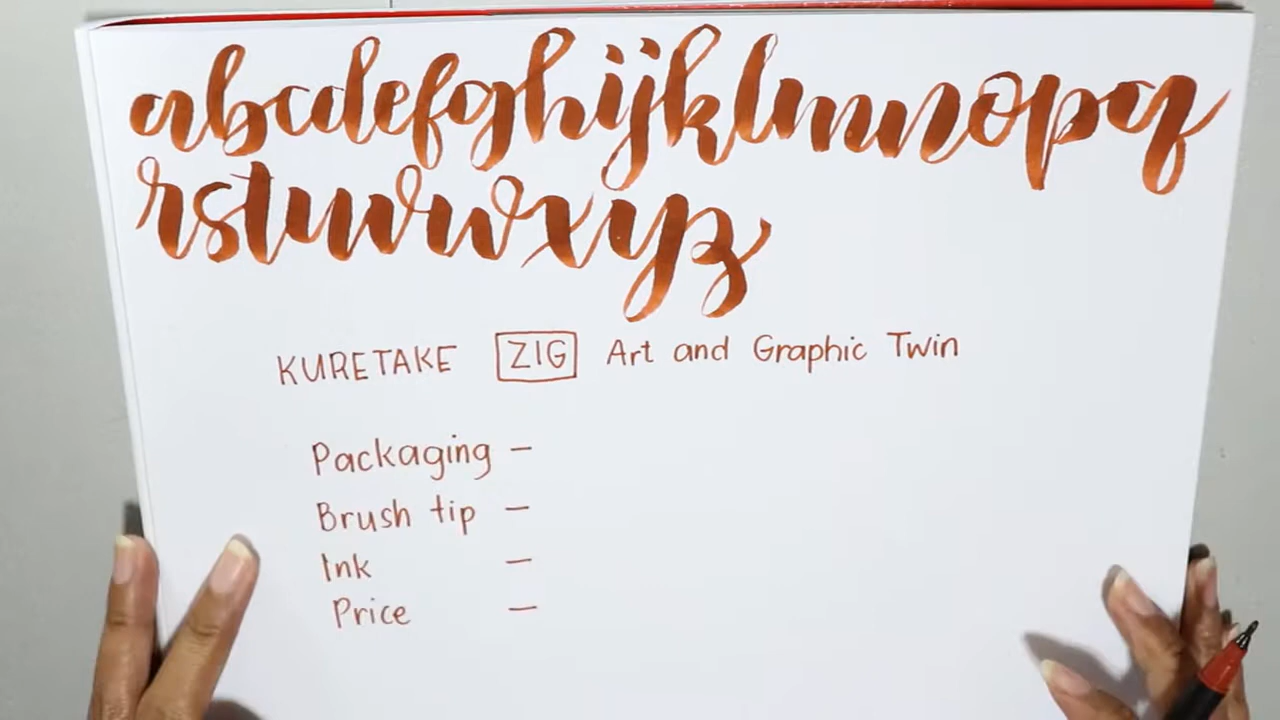 abcdefghijklmnopq
rstuvwxyz
KURETAKE ZIG Art and Graphic Twin
Packaging –
Brush tip –
Ink –
Price –